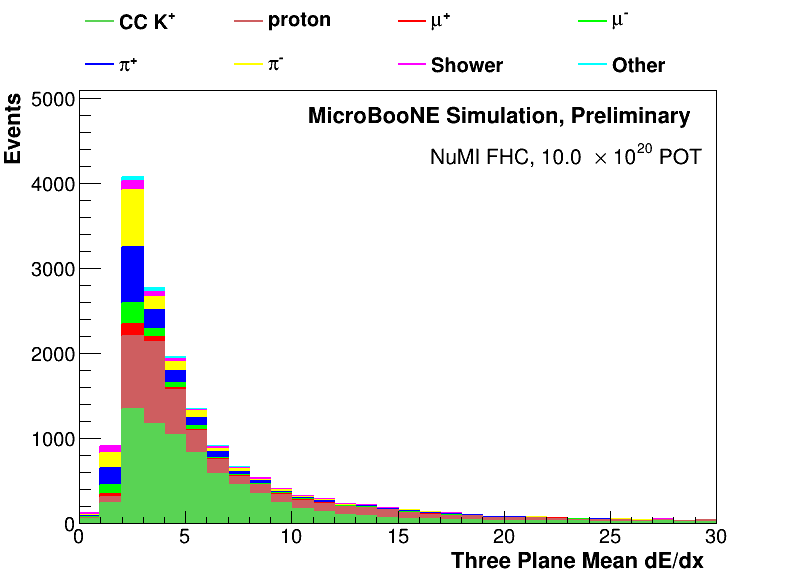 CC K⁺ proton μ⁺ μ⁻
π⁺ π⁻ Shower Other
MicroBooNE Simulation, Preliminary
NuMI FHC, 10.0 × 10²⁰ POT
Events
5000
4000
3000
2000
1000
0
0 5 10 15 20 25 30
Three Plane Mean dE/dx